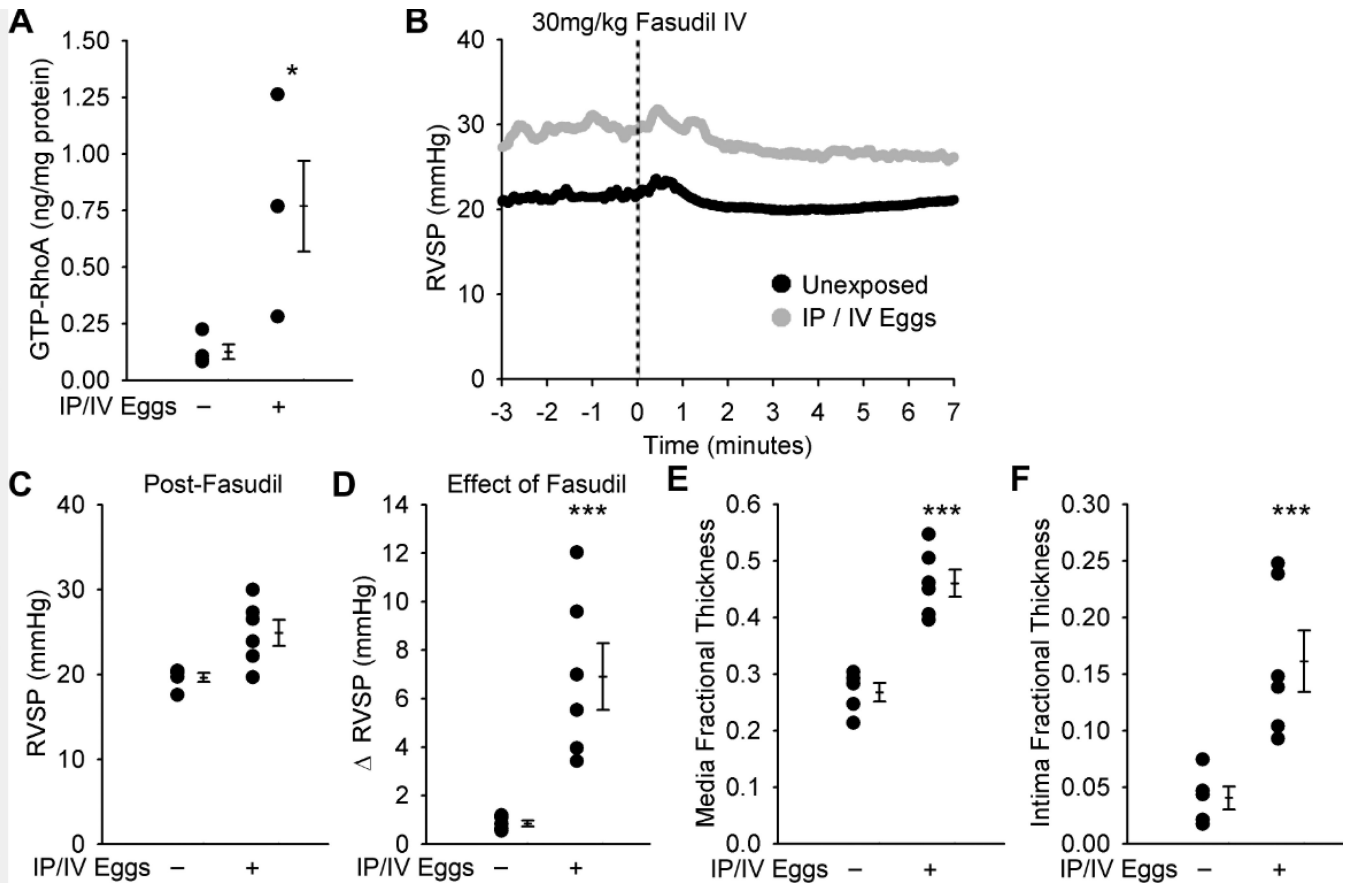 A
GTP-RhoA (ng/mg protein)
1.50
1.25
1.00
0.75
0.50
0.25
0.00
*
IP/IV Eggs – +
B
30mg/kg Fasudil IV
RVSP (mmHg)
40
30
20
10
0
Unexposed
IP / IV Eggs
-3 -2 -1 0 1 2 3 4 5 6 7
Time (minutes)
C
Post-Fasudil
RVSP (mmHg)
40
30
20
10
0
IP/IV Eggs – +
D
Effect of Fasudil
Δ RVSP (mmHg)
14
12
10
8
6
4
2
0
***
– +
E
Media Fractional Thickness
0.6
0.5
0.4
0.3
0.2
0.1
0.0
***
IP/IV Eggs – +
F
Intima Fractional Thickness
0.30
0.25
0.20
0.15
0.10
0.05
0.00
***
IP/IV Eggs – +